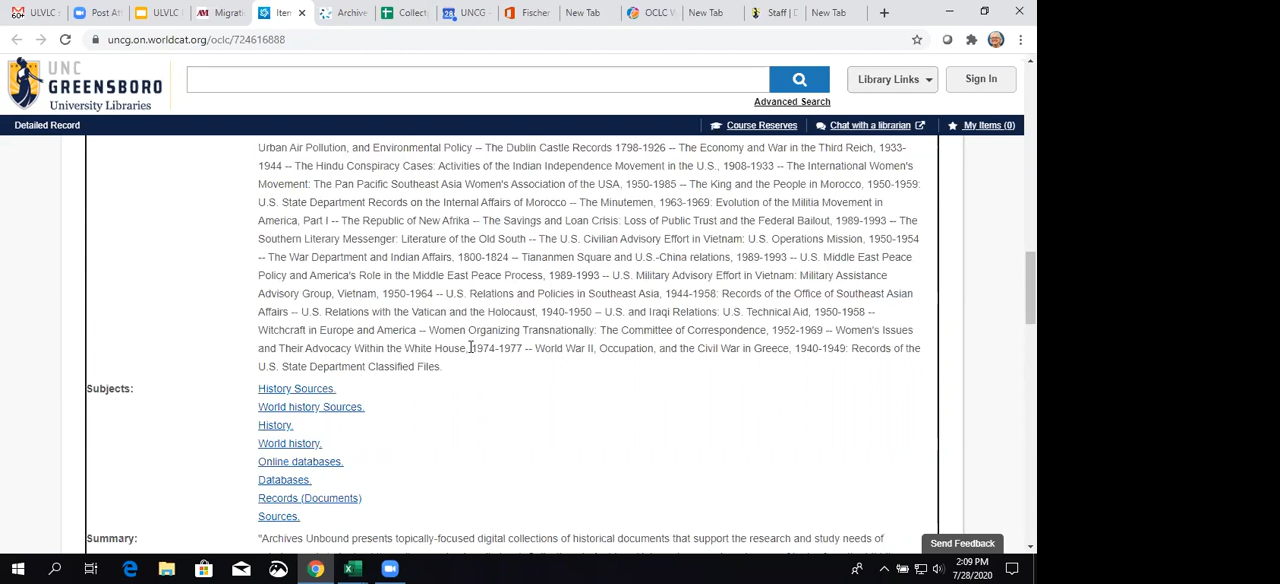 60+ ULVLC
Post At
ULVLC
AM Migrati
Item
Archive
Collect
28 UNCG
Fischer
New Tab
OCLC W
New Tab
Staff | D
New Tab
uncg.on.worldcat.org/oclc/724616888
UNC
GREENSBORO
University Libraries
Library Links
Sign In
Advanced Search
Detailed Record
Course Reserves
Chat with a librarian
My Items (0)
Urban Air Pollution, and Environmental Policy -- The Dublin Castle Records 1798-1926 -- The Economy and War in the Third Reich, 1933-
1944 -- The Hindu Conspiracy Cases: Activities of the Indian Independence Movement in the U.S., 1908-1933 -- The International Women's
Movement: The Pan Pacific Southeast Asia Women's Association of the USA, 1950-1985 -- The King and the People in Morocco, 1950-1959:
U.S. State Department Records on the Internal Affairs of Morocco -- The Minutemen, 1963-1969: Evolution of the Militia Movement in
America, Part I -- The Republic of New Afrika -- The Savings and Loan Crisis: Loss of Public Trust and the Federal Bailout, 1989-1993 -- The
Southern Literary Messenger: Literature of the Old South -- The U.S. Civilian Advisory Effort in Vietnam: U.S. Operations Mission, 1950-1954
-- The War Department and Indian Affairs, 1800-1824 -- Tiananmen Square and U.S.-China relations, 1989-1993 -- U.S. Middle East Peace
Policy and America's Role in the Middle East Peace Process, 1989-1993 -- U.S. Military Advisory Effort in Vietnam: Military Assistance
Advisory Group, Vietnam, 1950-1964 -- U.S. Relations and Policies in Southeast Asia, 1944-1958: Records of the Office of Southeast Asian
Affairs -- U.S. Relations with the Vatican and the Holocaust, 1940-1950 -- U.S. and Iraqi Relations: U.S. Technical Aid, 1950-1958 --
Witchcraft in Europe and America -- Women Organizing Transnationally: The Committee of Correspondence, 1952-1969 -- Women's Issues
and Their Advocacy Within the White House, 1974-1977 -- World War II, Occupation, and the Civil War in Greece, 1940-1949: Records of the
U.S. State Department Classified Files.
Subjects:
History Sources.
World history Sources.
History.
World history.
Online databases.
Databases.
Records (Documents)
Sources.
Summary:
"Archives Unbound presents topically-focused digital collections of historical documents that support the research and study needs of
Send Feedback
2:09 PM
7/28/2020